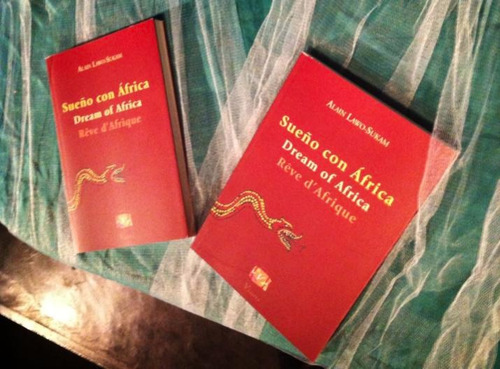 ALAIN LAWO-SUKAM
Sueño con África
Dream of Africa
Rêve d'Afrique
ALAIN LAWO-SUKAM
Sueño con África
Dream of Africa
Rêve d'Afrique